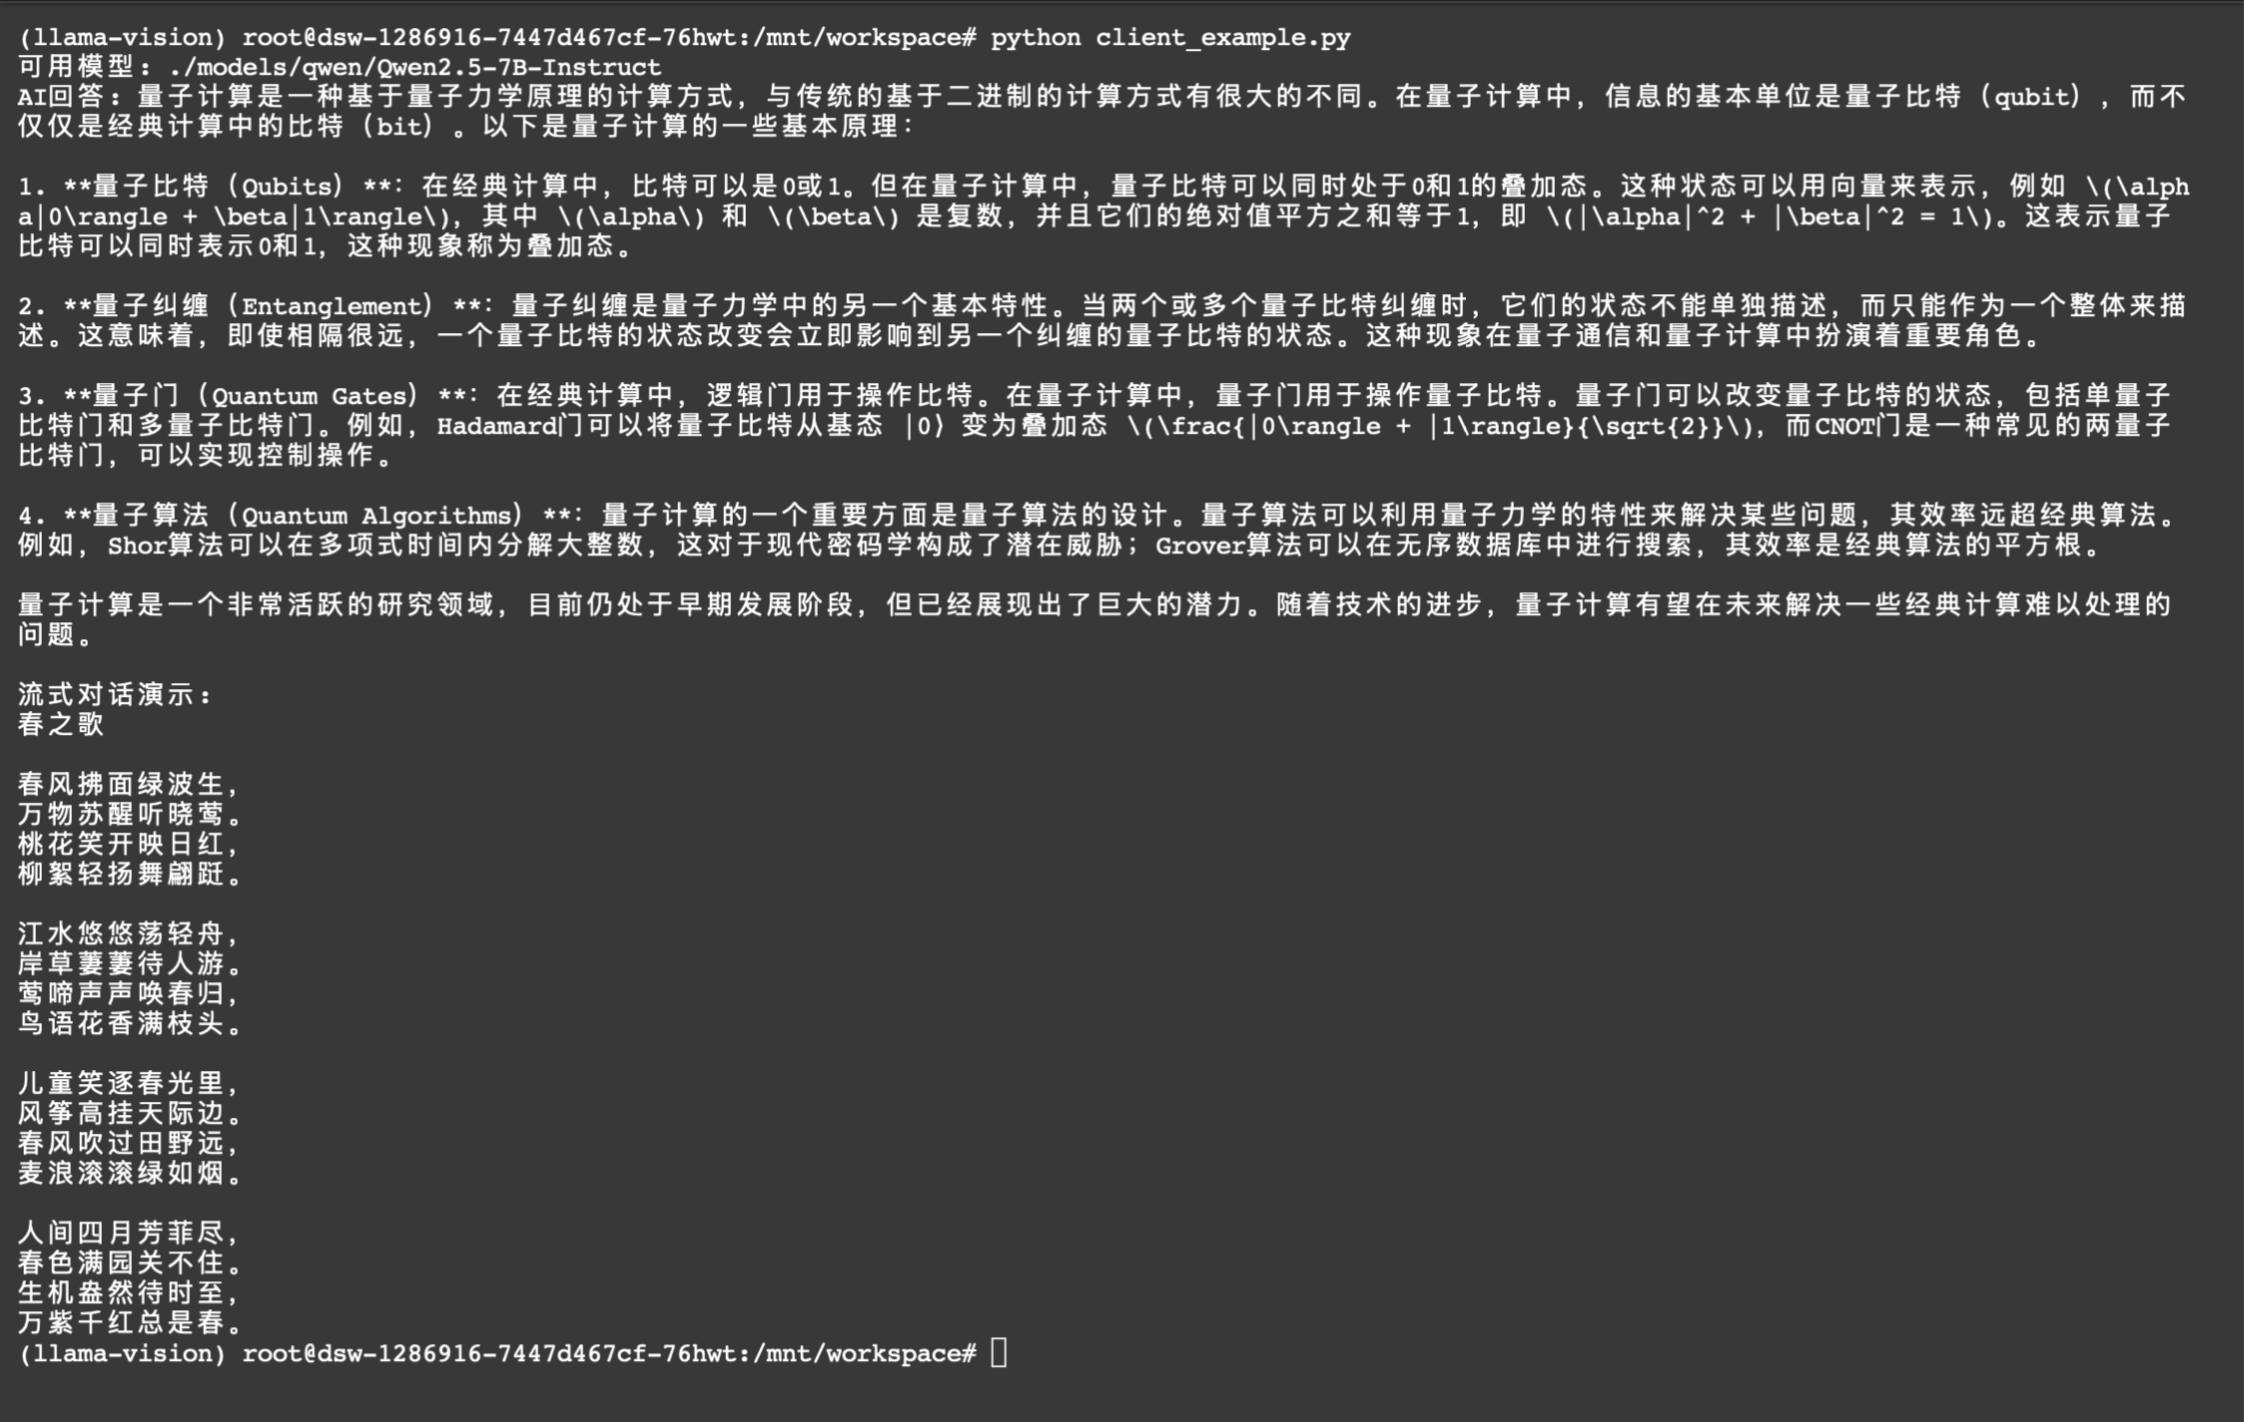 (llama-vision) root@dsw-1286916-7447d467cf-76hwt:/mnt/workspace# python client_example.py
可用模型：./models/qwen/Qwen2.5-7B-Instruct
AI回答：量子计算是一种基于量子力学原理的计算方式，与传统的基于二进制的计算方式有很大的不同。在量子计算中，信息的基本单位是量子比特（qubit），而不
仅仅是经典计算中的比特（bit）。以下是量子计算的一些基本原理：

1. **量子比特（Qubits）**：在经典计算中，比特可以是0或1。但在量子计算中，量子比特可以同时处于0和1的叠加态。这种状态可以用向量来表示，例如 \(\alph
a|0\rangle + \beta|1\rangle\)，其中 \(\alpha\) 和 \(\beta\) 是复数，并且它们的绝对值平方之和等于1，即 \(|\alpha|^2 + |\beta|^2 = 1\)。这表示量子
比特可以同时表示0和1，这种现象称为叠加态。

2. **量子纠缠（Entanglement）**：量子纠缠是量子力学中的另一个基本特性。当两个或多个量子比特纠缠时，它们的状态不能单独描述，而只能作为一个整体来描
述。这意味着，即使相隔很远，一个量子比特的状态改变会立即影响到另一个纠缠的量子比特的状态。这种现象在量子通信和量子计算中扮演着重要角色。

3. **量子门（Quantum Gates）**：在经典计算中，逻辑门用于操作比特。在量子计算中，量子门用于操作量子比特。量子门可以改变量子比特的状态，包括单量子
比特门和多量子比特门。例如，Hadamard门可以将量子比特从基态 |0⟩ 变为叠加态 \(\frac{|0\rangle + |1\rangle}{\sqrt{2}}\)，而CNOT门是一种常见的两量子
比特门，可以实现控制操作。

4. **量子算法（Quantum Algorithms）**：量子计算的一个重要方面是量子算法的设计。量子算法可以利用量子力学的特性来解决某些问题，其效率远超经典算法。
例如，Shor算法可以在多项式时间内分解大整数，这对于现代密码学构成了潜在威胁；Grover算法可以在无序数据库中进行搜索，其效率是经典算法的平方根。

量子计算是一个非常活跃的研究领域，目前仍处于早期发展阶段，但已经展现出了巨大的潜力。随着技术的进步，量子计算有望在未来解决一些经典计算难以处理的
问题。

流式对话演示：
春之歌

春风拂面绿波生，
万物苏醒听晓莺。
桃花笑开映日红，
柳絮轻扬舞翩跹。

江水悠悠荡轻舟，
岸草萋萋待人游。
莺啼声声唤春归，
鸟语花香满枝头。

儿童笑逐春光里，
风筝高挂天际边。
春风吹过田野远，
麦浪滚滚绿如烟。

人间四月芳菲尽，
春色满园关不住。
生机盎然待时至，
万紫千红总是春。
(llama-vision) root@dsw-1286916-7447d467cf-76hwt:/mnt/workspace#